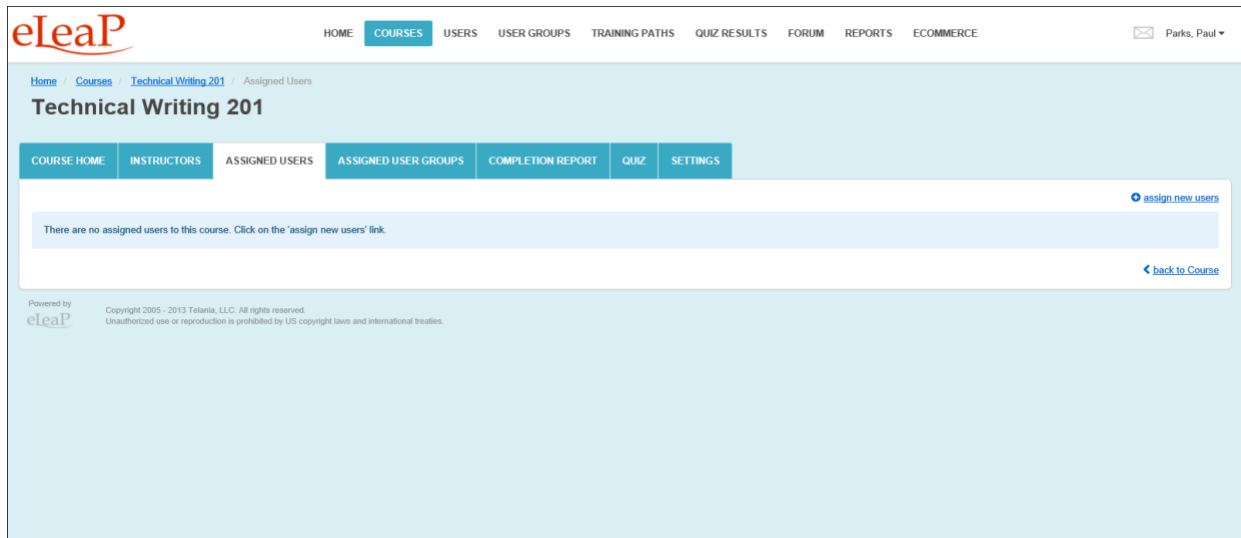 eLeaP
HOME COURSES USERS USER GROUPS TRAINING PATHS QUIZ RESULTS FORUM REPORTS ECOMMERCE Parks, Paul
Home / Courses / Technical Writing 201 / Assigned Users
Technical Writing 201
COURSE HOME INSTRUCTORS ASSIGNED USERS ASSIGNED USER GROUPS COMPLETION REPORT QUIZ SETTINGS
assign new users
There are no assigned users to this course. Click on the 'assign new users' link.
back to Course
Powered by
eLeaP
Copyright 2005 - 2013 Telania, LLC. All rights reserved.
Unauthorized use or reproduction is prohibited by US copyright laws and international treaties.